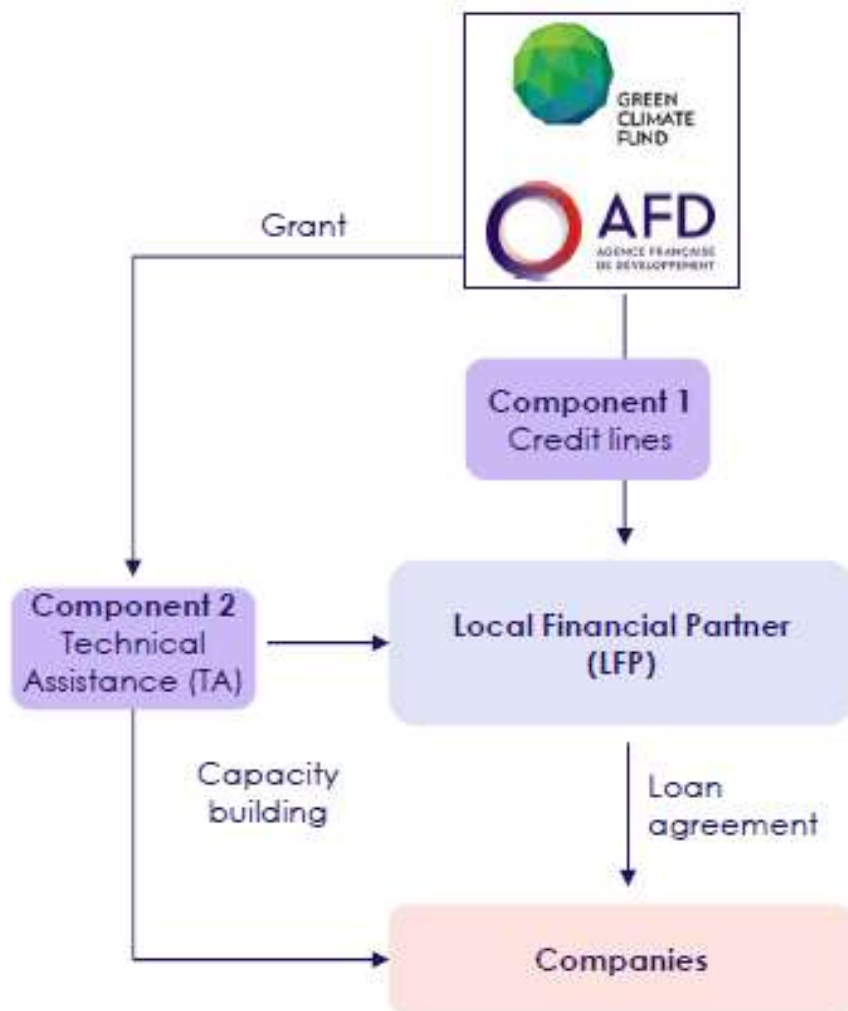 GREEN
CLIMATE
FUND
AFD
AGENCE FRANÇAISE
DE DÉVELOPPEMENT
Grant
Component 1
Credit lines
Component 2
Technical
Assistance (TA)
Local Financial Partner
(LFP)
Capacity
building
Loan
agreement
Companies